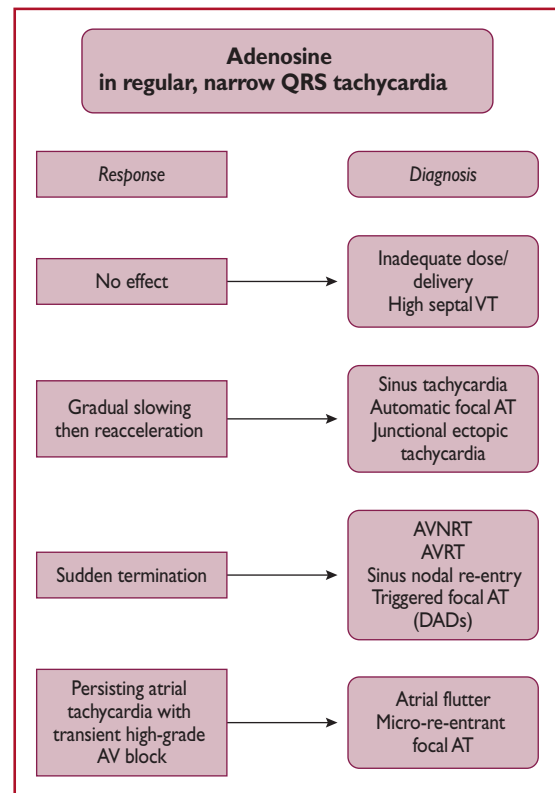 Adenosine
in regular, narrow QRS tachycardia
Response
Diagnosis
No effect
Inadequate dose/
delivery
High septal VT
Gradual slowing
then reacceleration
Sinus tachycardia
Automatic focal AT
Junctional ectopic
tachycardia
Sudden termination
AVNRT
AVRT
Sinus nodal re-entry
Triggered focal AT
(DADs)
Persisting atrial
tachycardia with
transient high-grade
AV block
Atrial flutter
Micro-re-entrant
focal AT